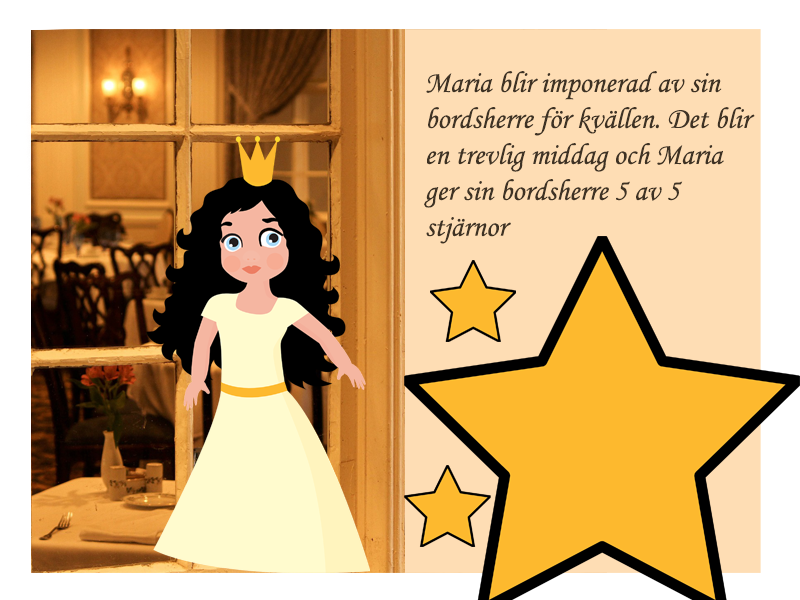 Maria blir imponerad av sin
bordsherre för kvällen. Det blir
en trevlig middag och Maria
ger sin bordsherre 5 av 5
stjärnor